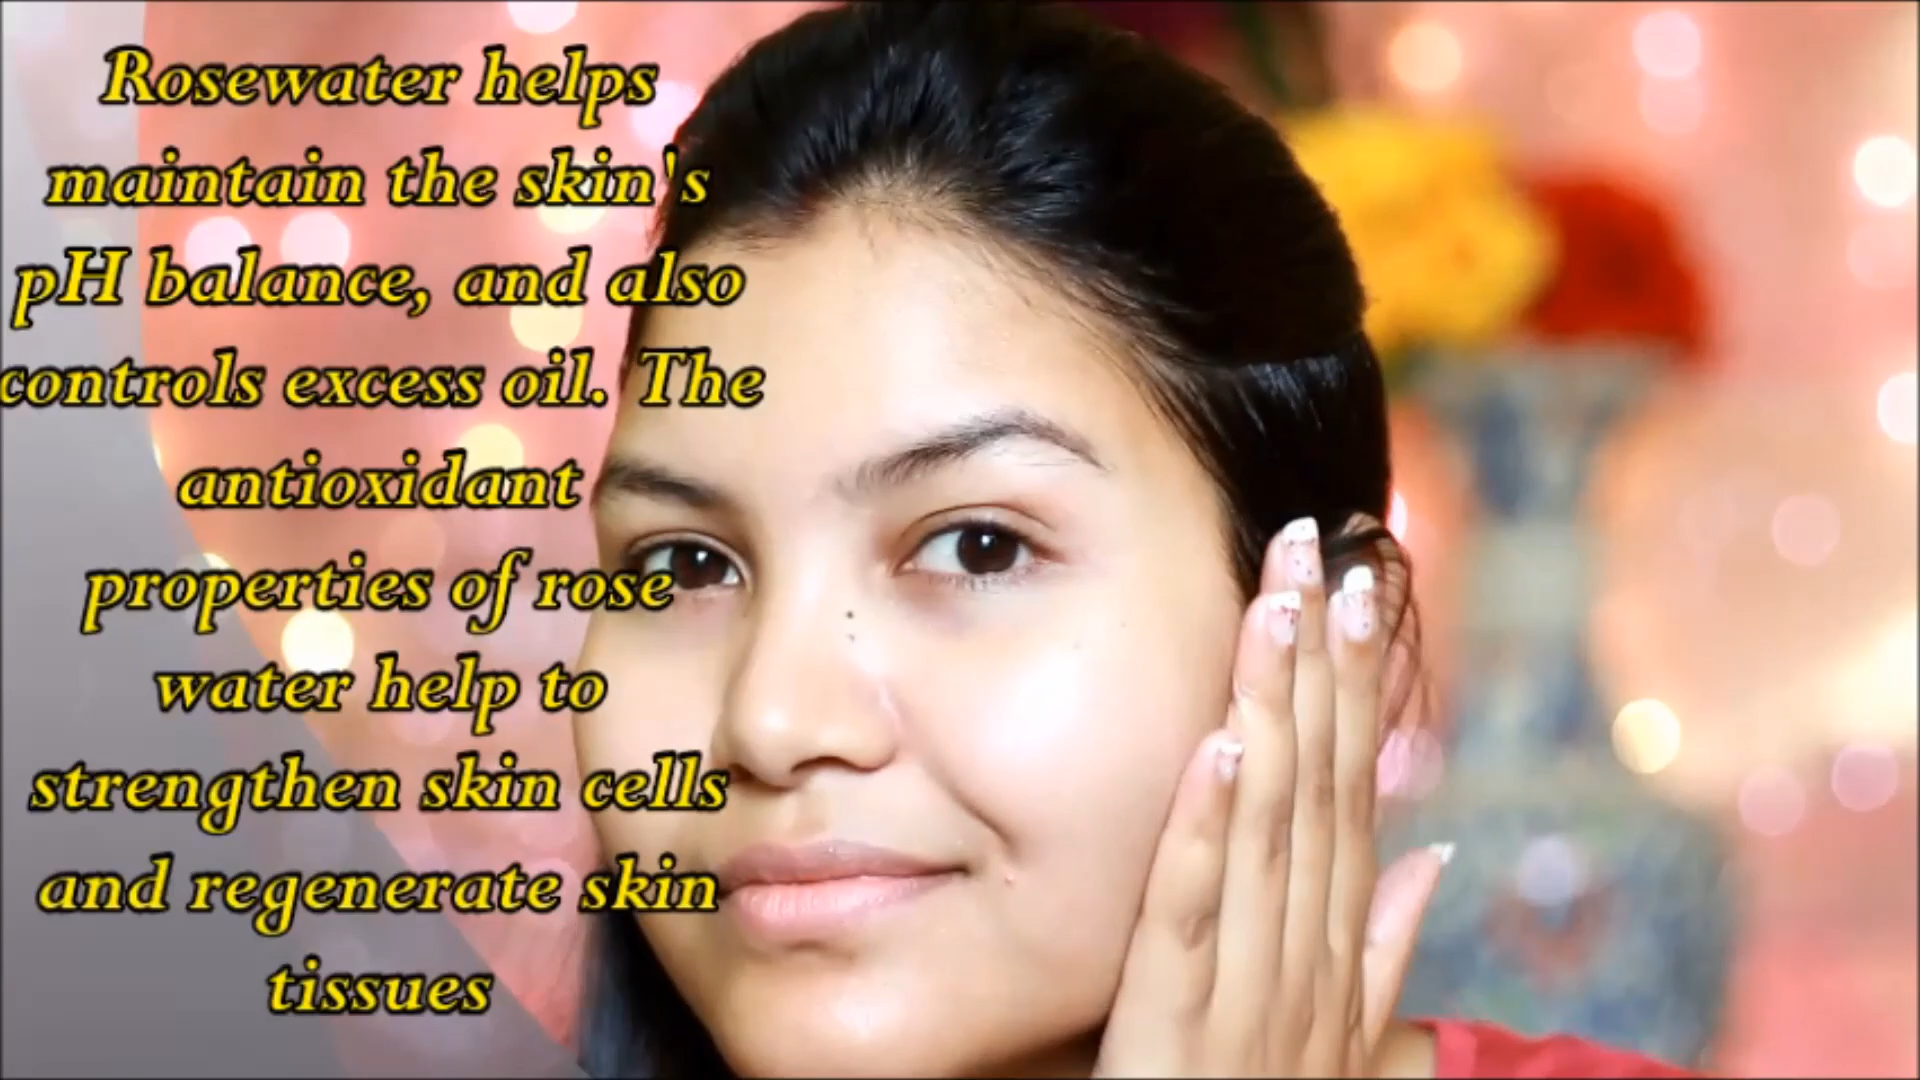 Rosewater helps
maintain the skin's
pH balance, and also
controls excess oil. The
antioxidant
properties of rose
water help to
strengthen skin cells
and regenerate skin
tissues